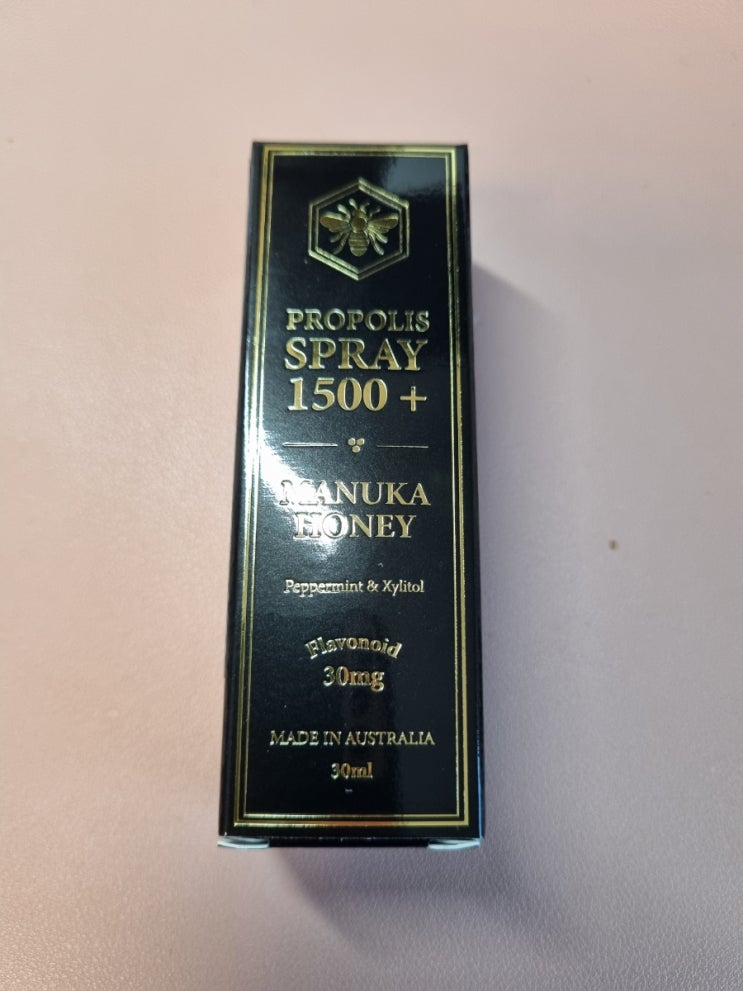 PROPOLIS
SPRAY
1500 +
MANUKA
HONEY
Peppermint & Xylitol
Flavonoid
30mg
MADE IN AUSTRALIA
30ml